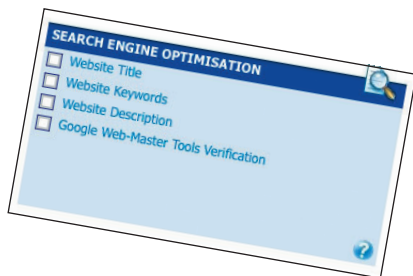 SEARCH ENGINE OPTIMISATION
Website Title
Website Keywords
Website Description
Google Web-Master Tools Verification
?